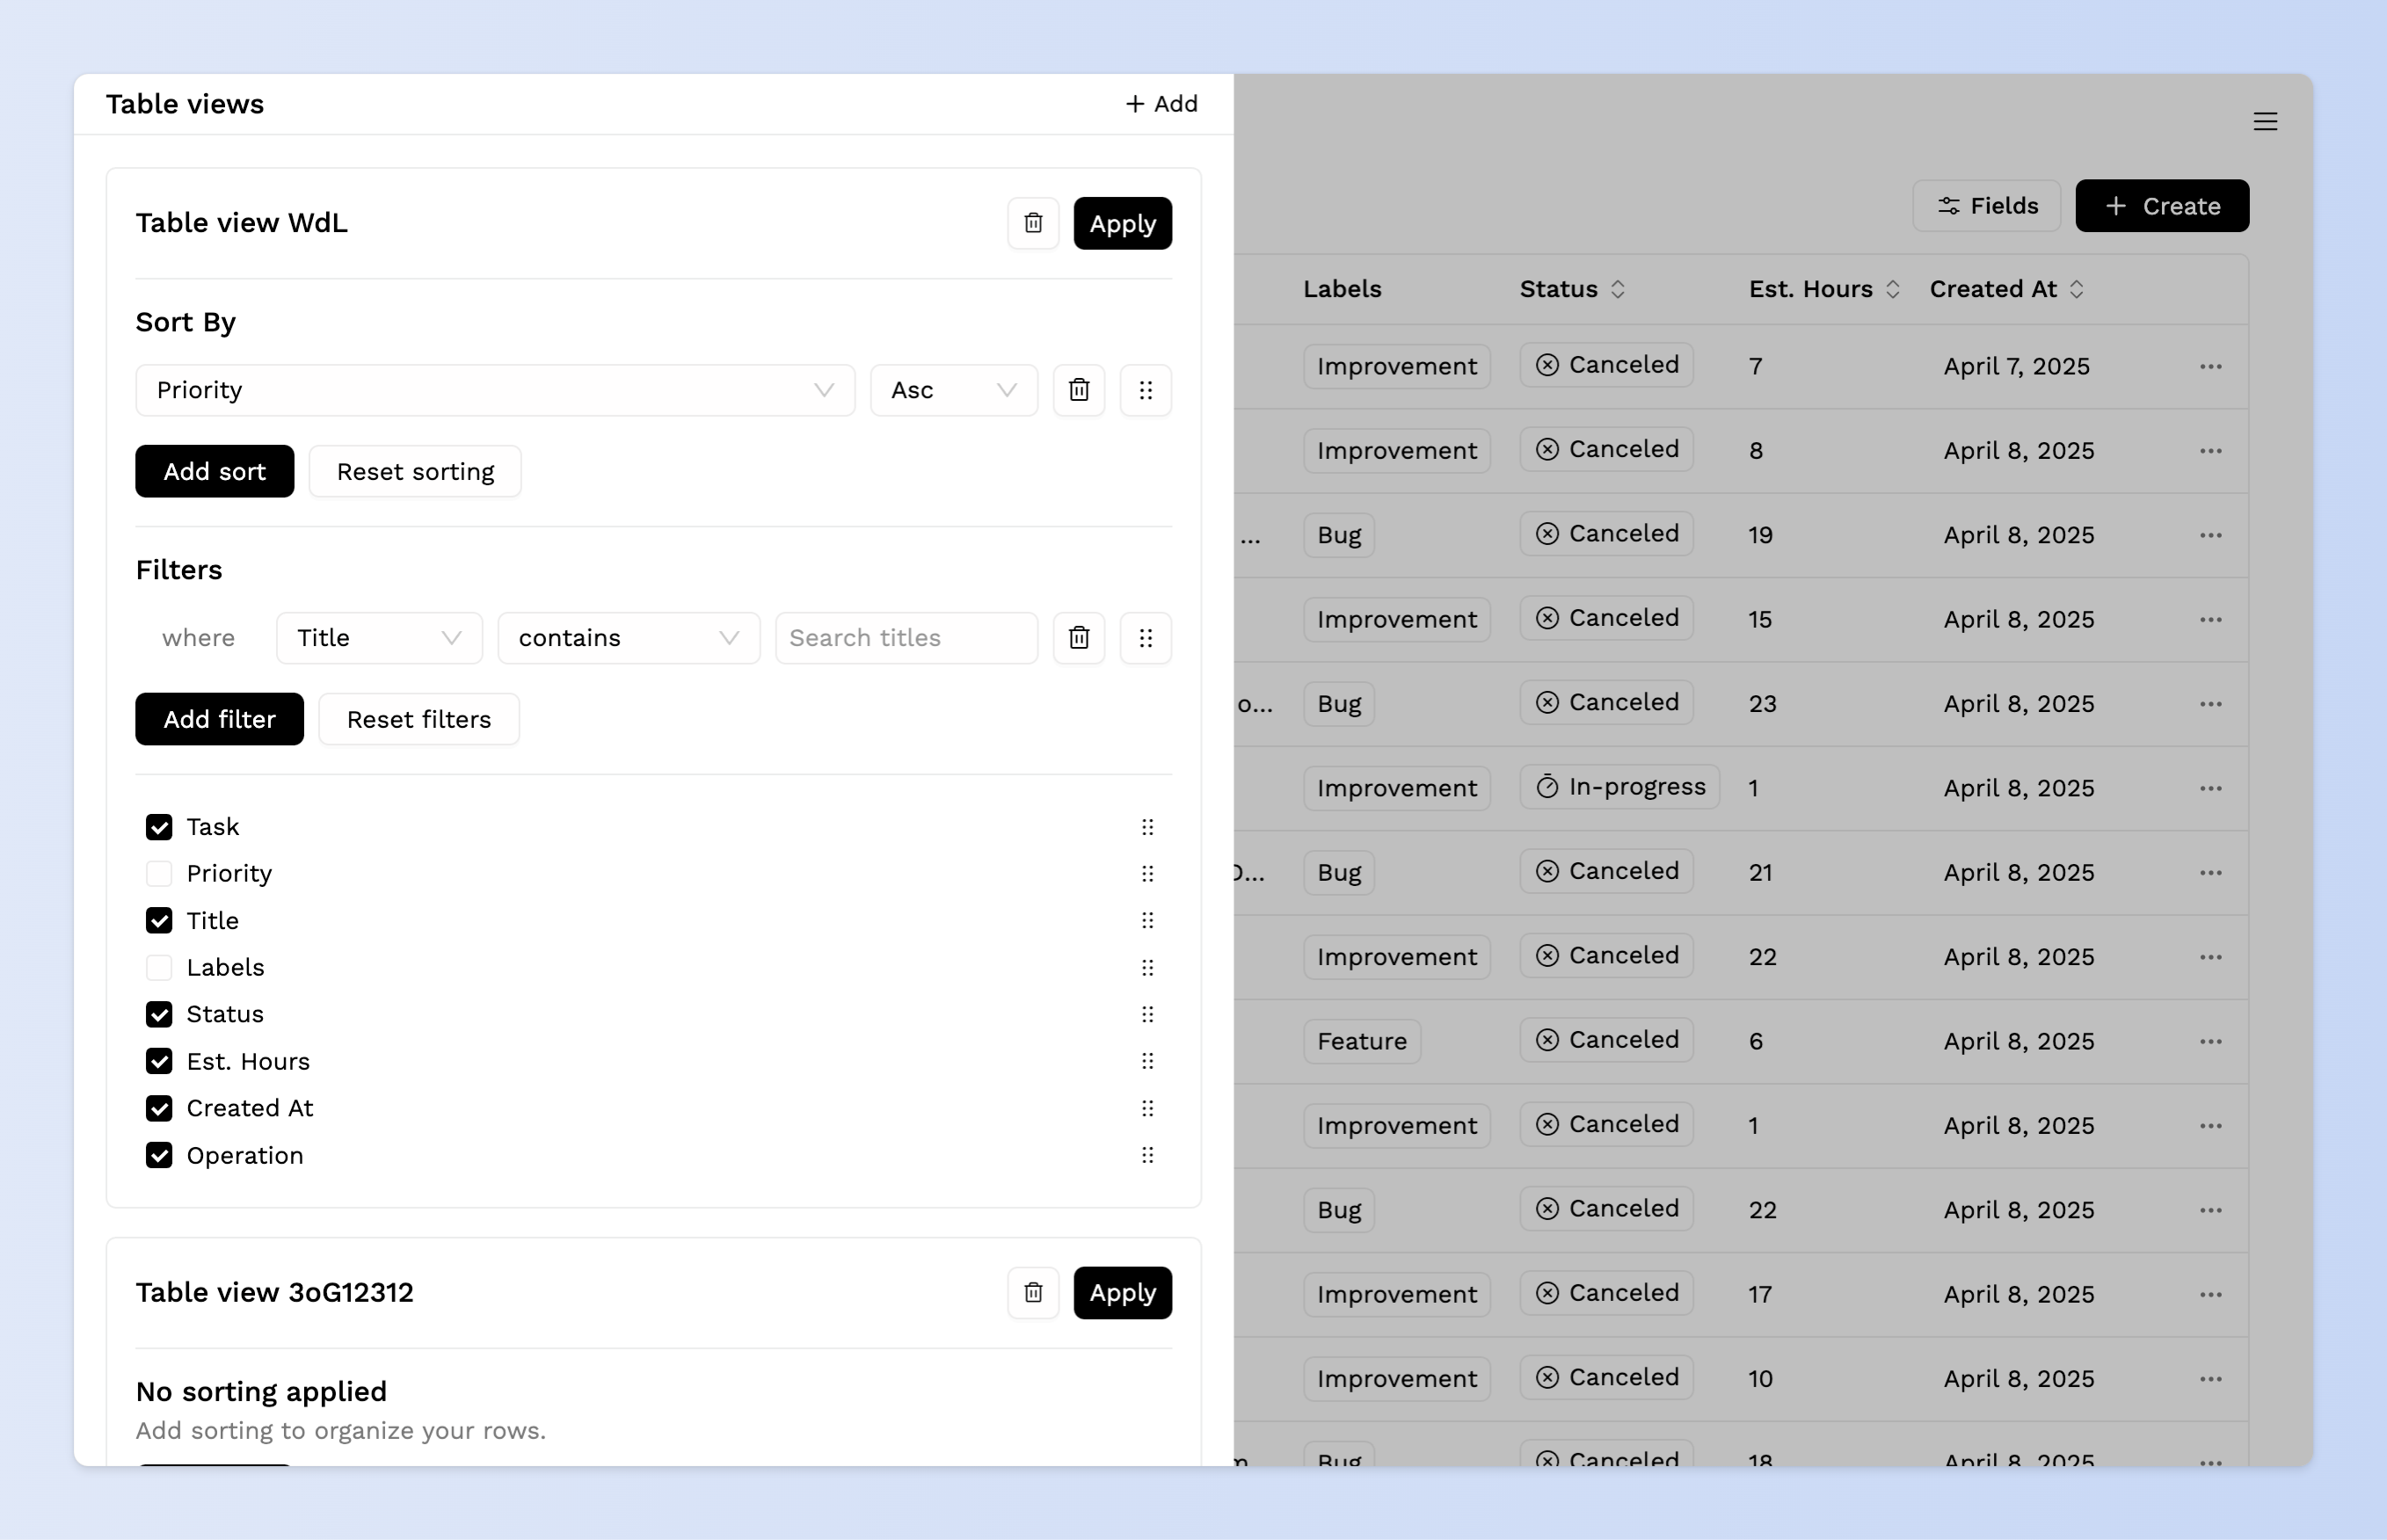 Table views
+ Add
Table view WdL
Apply
Sort By
Priority
Asc
Add sort
Reset sorting
Filters
where
Title
contains
Search titles
Add filter
Reset filters
Task
Priority
Title
Labels
Status
Est. Hours
Created At
Operation
Table view 3oG12312
Apply
No sorting applied
Add sorting to organize your rows.
Fields
+ Create
Labels Status Est. Hours Created At
Improvement Canceled 7 April 7, 2025 ...
Improvement Canceled 8 April 8, 2025 ...
... Bug Canceled 19 April 8, 2025 ...
Improvement Canceled 15 April 8, 2025 ...
o... Bug Canceled 23 April 8, 2025 ...
Improvement In-progress 1 April 8, 2025 ...
Bug Canceled 21 April 8, 2025 ...
Improvement Canceled 22 April 8, 2025 ...
Feature Canceled 6 April 8, 2025 ...
Improvement Canceled 1 April 8, 2025 ...
Bug Canceled 22 April 8, 2025 ...
Improvement Canceled 17 April 8, 2025 ...
Improvement Canceled 10 April 8, 2025 ...
Bug Canceled 18 April 8, 2025 ...